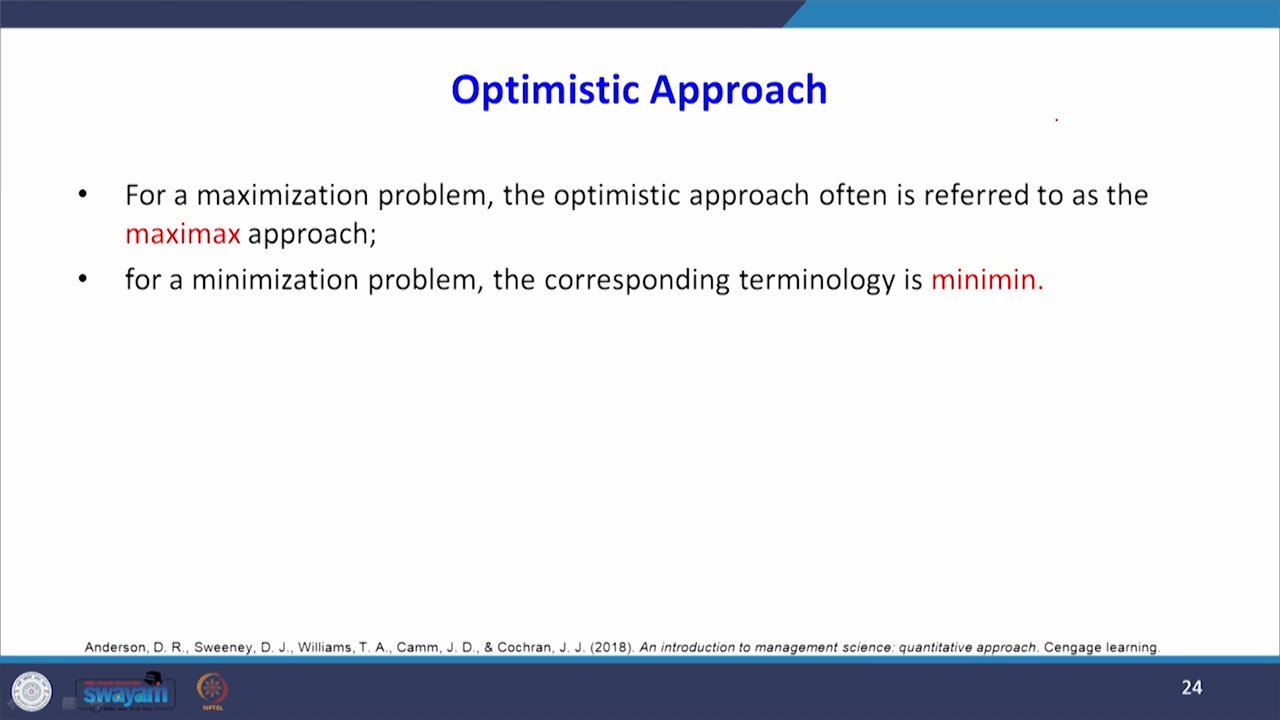 Optimistic Approach
• For a maximization problem, the optimistic approach often is referred to as the
maximax approach;
• for a minimization problem, the corresponding terminology is minimin.
Anderson, D. R., Sweeney, D. J., Williams, T. A., Camm, J. D., & Cochran, J. J. (2018). An introduction to management science: quantitative approach. Cengage learning.
swayam
NPTEL
24